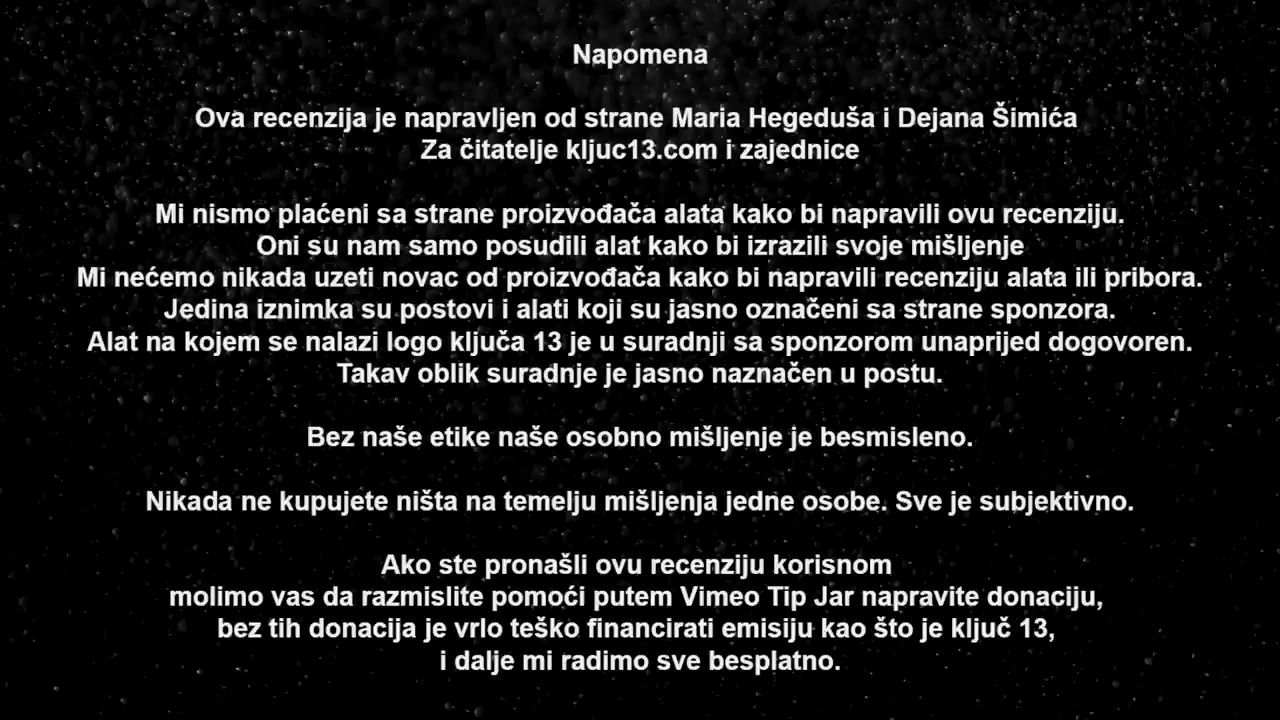 Napomena
Ova recenzija je napravljen od strane Maria Hegeduša i Dejana Šimića
Za čitatelje kljuc13.com i zajednice
Mi nismo plaćeni sa strane proizvođača alata kako bi napravili ovu recenziju.
Oni su nam samo posudili alat kako bi izrazili svoje mišljenje
Mi nećemo nikada uzeti novac od proizvođača kako bi napravili recenziju alata ili pribora.
Jedina iznimka su postovi i alati koji su jasno označeni sa strane sponzora.
Alat na kojem se nalazi logo ključa 13 je u suradnji sa sponzorom unaprijed dogovoren.
Takav oblik suradnje je jasno naznačen u postu.
Bez naše etike naše osobno mišljenje je besmisleno.
Nikada ne kupujete ništa na temelju mišljenja jedne osobe. Sve je subjektivno.
Ako ste pronašli ovu recenziju korisnom
molimo vas da razmislite pomoći putem Vimeo Tip Jar napravite donaciju,
bez tih donacija je vrlo teško financirati emisiju kao što je ključ 13,
i dalje mi radimo sve besplatno.